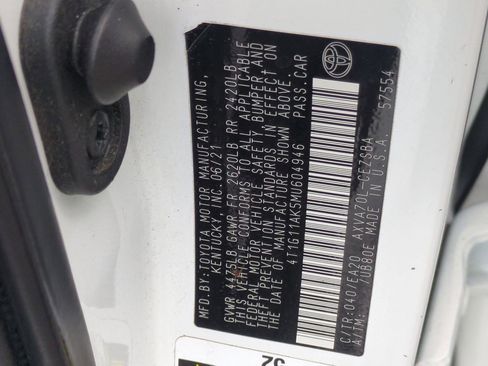 MFD.BY:TOYOTA MOTOR MANUFACTURING,
KENTUCKY, INC. 06/21
GVWR 4475LB GAWR FR 2620LB RR 2420LB
THIS VEHICLE CONFORMS TO ALL APPLICABLE
FEDERAL MOTOR VEHICLE SAFETY, BUMPER AND
THEFT PREVENTION STANDARDS IN EFFECT ON
THE DATE OF MANUFACTURE SHOWN ABOVE.
4T1G11AK5MU604946 PASS.CAR
C/TR:040/EA20 AXVA70L-CEZSBA
A/TM: /UB80E MADE IN U.S.A. 57554
32